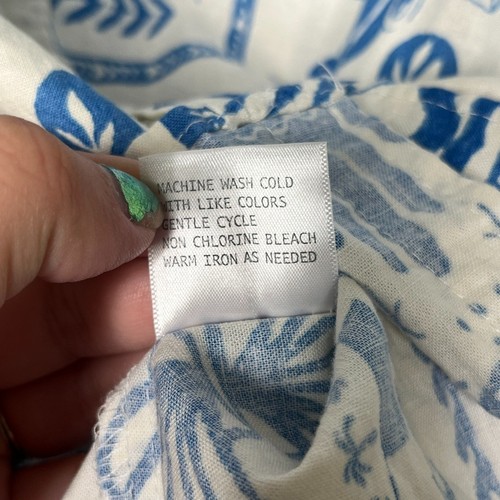 MACHINE WASH COLD
WITH LIKE COLORS
GENTLE CYCLE
NON CHLORINE BLEACH
WARM IRON AS NEEDED